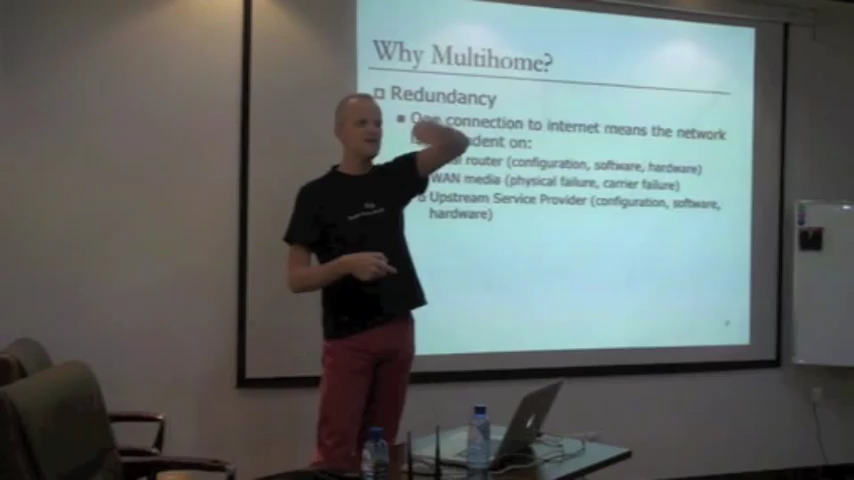 Why Multihome?
Redundancy
One connection to internet means the network
dent on:
router (configuration, software, hardware)
WAN media (physical failure, carrier failure)
Upstream Service Provider (configuration, software,
hardware)